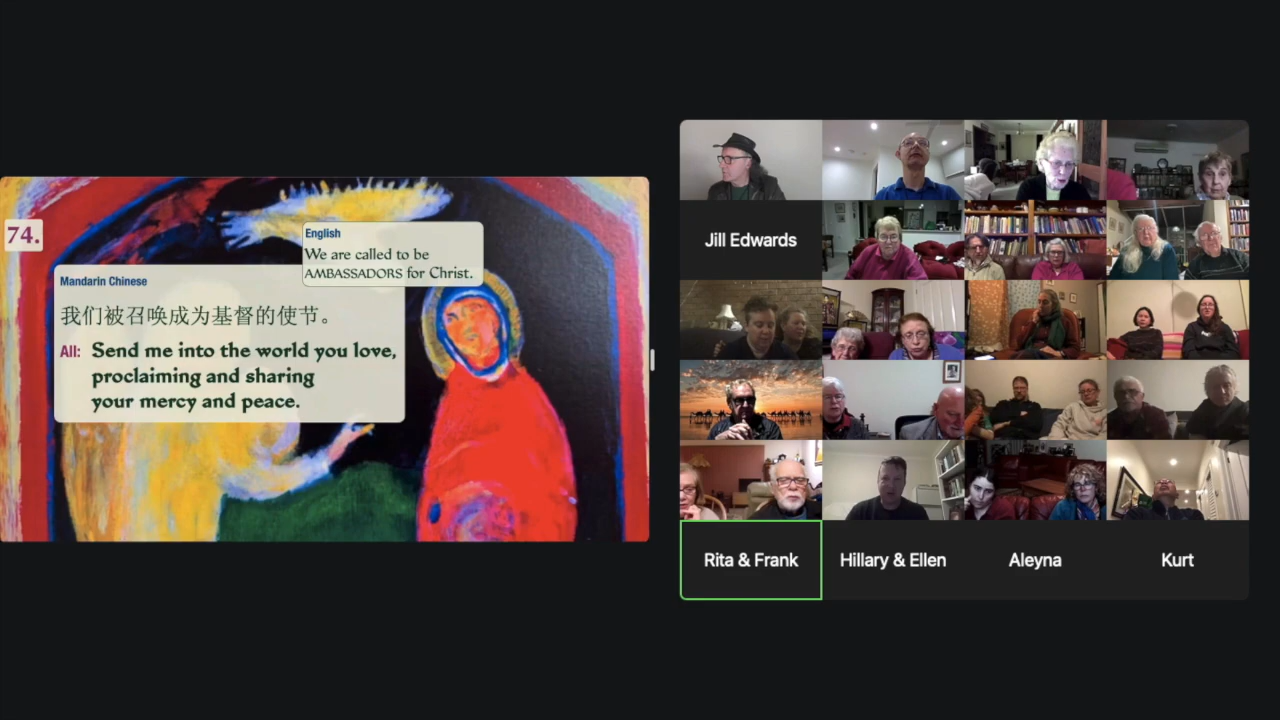 74.
English
We are called to be
AMBASSADORS for Christ.
Mandarin Chinese
我们被召唤成为基督的使节。
All: Send me into the world you love,
proclaiming and sharing
your mercy and peace.
Jill Edwards
Rita & Frank
Hillary & Ellen
Aleyna
Kurt